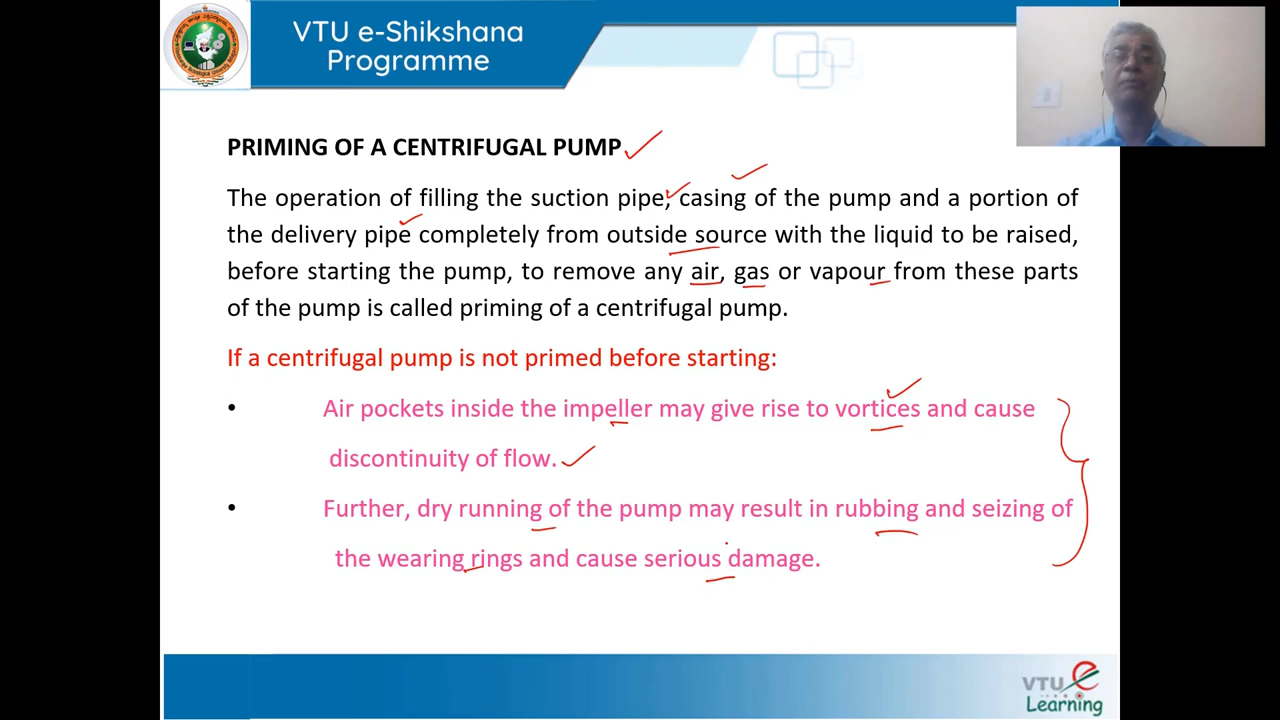 VTU e-Shikshana
Programme
PRIMING OF A CENTRIFUGAL PUMP
The operation of filling the suction pipe, casing of the pump and a portion of
the delivery pipe completely from outside source with the liquid to be raised,
before starting the pump, to remove any air, gas or vapour from these parts
of the pump is called priming of a centrifugal pump.
If a centrifugal pump is not primed before starting:
• Air pockets inside the impeller may give rise to vortices and cause
discontinuity of flow.
• Further, dry running of the pump may result in rubbing and seizing of
the wearing rings and cause serious damage.
VTU e
Learning